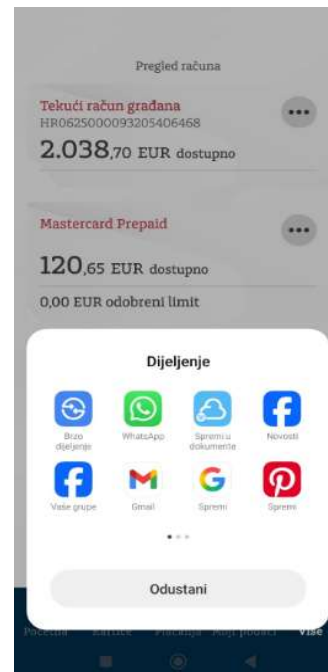 Pregled računa
Tekući račun građana
HR0625000093205406468
2.038,70 EUR dostupno
Mastercard Prepaid
120,65 EUR dostupno
0,00 EUR odobreni limit
Dijeljenje
Brzo dijeljenje
WhatsApp
Spremi u dokumente
Novosti
Vaše grupe
Gmail
Spremi
Spremi
Odustani
Početna Kartice Plaćanja Moji podaci Više